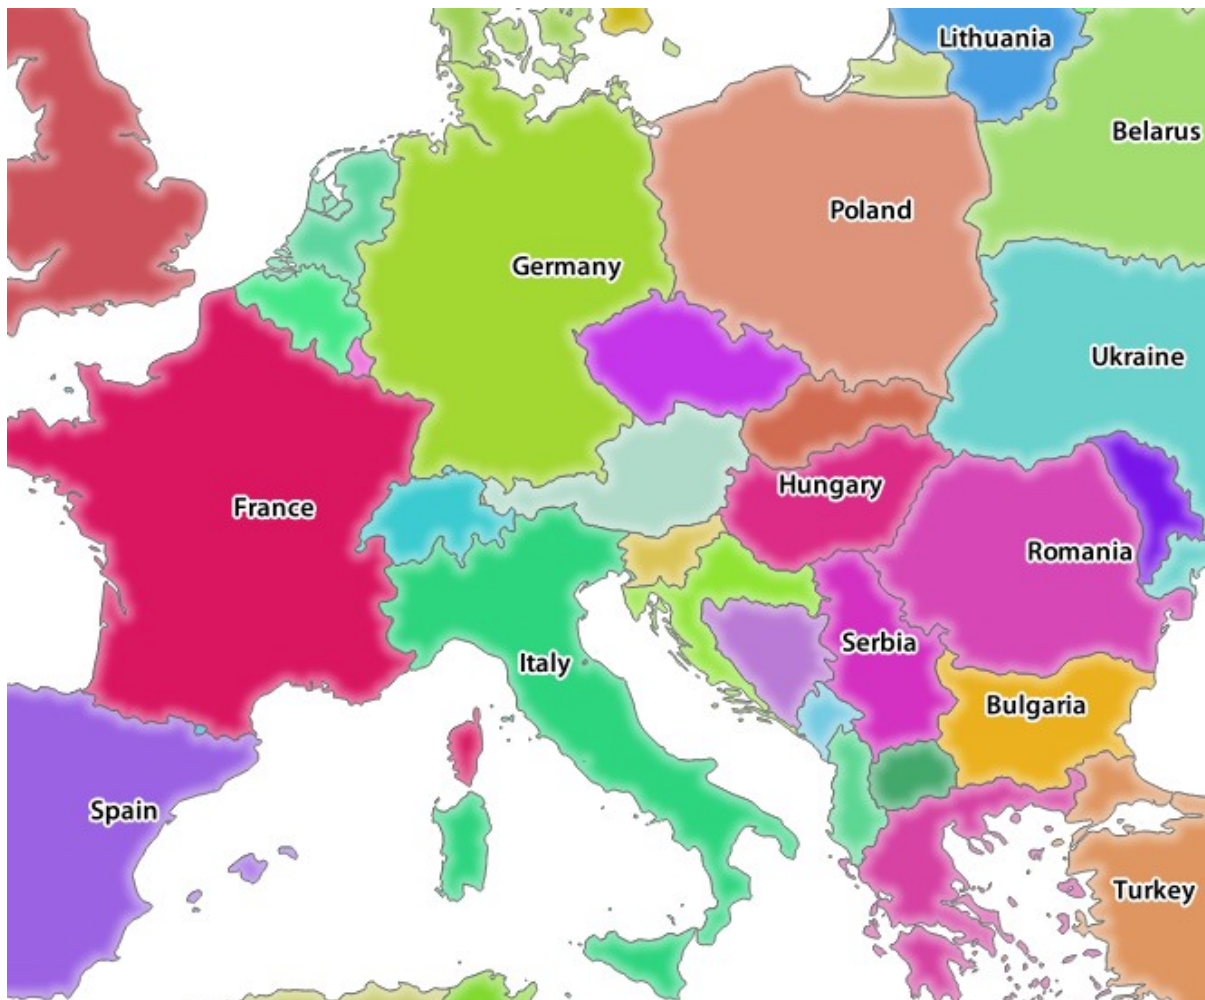 Lithuania
Belarus
Poland
Germany
Ukraine
Hungary
France
Romania
Serbia
Italy
Bulgaria
Spain
Turkey